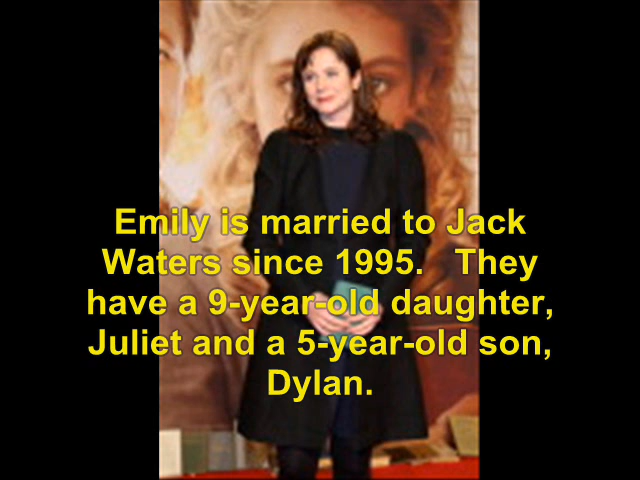 Emily is married to Jack
Waters since 1995.   They
have a 9-year-old daughter,
Juliet and a 5-year-old son,
Dylan.